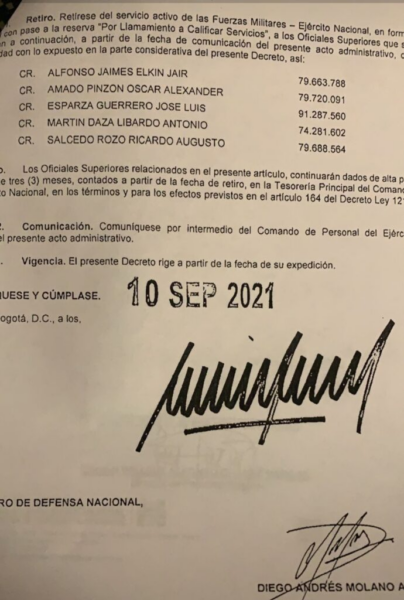 Retiro. Retírese del servicio activo de las Fuerzas Militares – Ejército Nacional, en form
con pase a la reserva "Por Llamamiento a Calificar Servicios", a los Oficiales Superiores que s
n a continuación, a partir de la fecha de comunicación del presente acto administrativo, c
dad con lo expuesto en la parte considerativa del presente Decreto, así:
CR. ALFONSO JAIMES ELKIN JAIR 79.663.788
CR. AMADO PINZON OSCAR ALEXANDER 79.720.091
CR. ESPARZA GUERRERO JOSE LUIS 91.287.560
CR. MARTIN DAZA LIBARDO ANTONIO 74.281.602
CR. SALCEDO ROZO RICARDO AUGUSTO 79.688.564
o. Los Oficiales Superiores relacionados en el presente artículo, continuarán dados de alta p
e tres (3) meses, contados a partir de la fecha de retiro, en la Tesorería Principal del Coman
to Nacional, en los términos y para los efectos previstos en el artículo 164 del Decreto Ley 121
2. Comunicación. Comuníquese por intermedio del Comando de Personal del Ejérc
el presente acto administrativo.
. Vigencia. El presente Decreto rige a partir de la fecha de su expedición.
QUESE Y CÚMPLASE. 10 SEP 2021
ogotá, D.C., a los,
RO DE DEFENSA NACIONAL,
DIEGO ANDRÉS MOLANO A